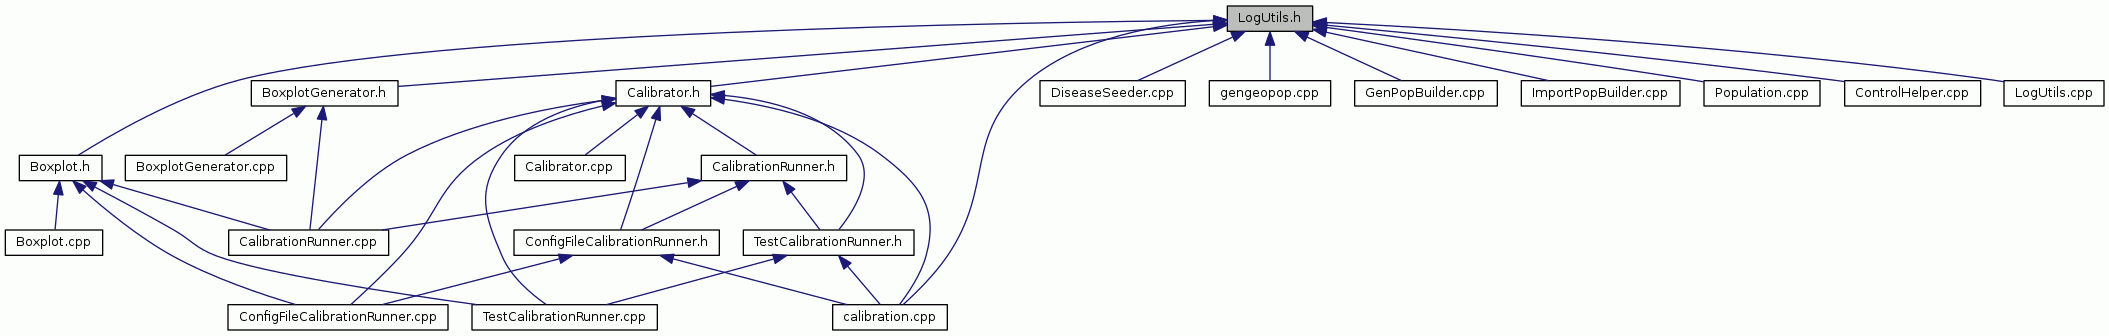 LogUtils.h
BoxplotGenerator.h
Calibrator.h
DiseaseSeeder.cpp
gengeopop.cpp
GenPopBuilder.cpp
ImportPopBuilder.cpp
Population.cpp
ControlHelper.cpp
LogUtils.cpp
Boxplot.h
BoxplotGenerator.cpp
Calibrator.cpp
CalibrationRunner.h
Boxplot.cpp
CalibrationRunner.cpp
ConfigFileCalibrationRunner.h
TestCalibrationRunner.h
ConfigFileCalibrationRunner.cpp
TestCalibrationRunner.cpp
calibration.cpp